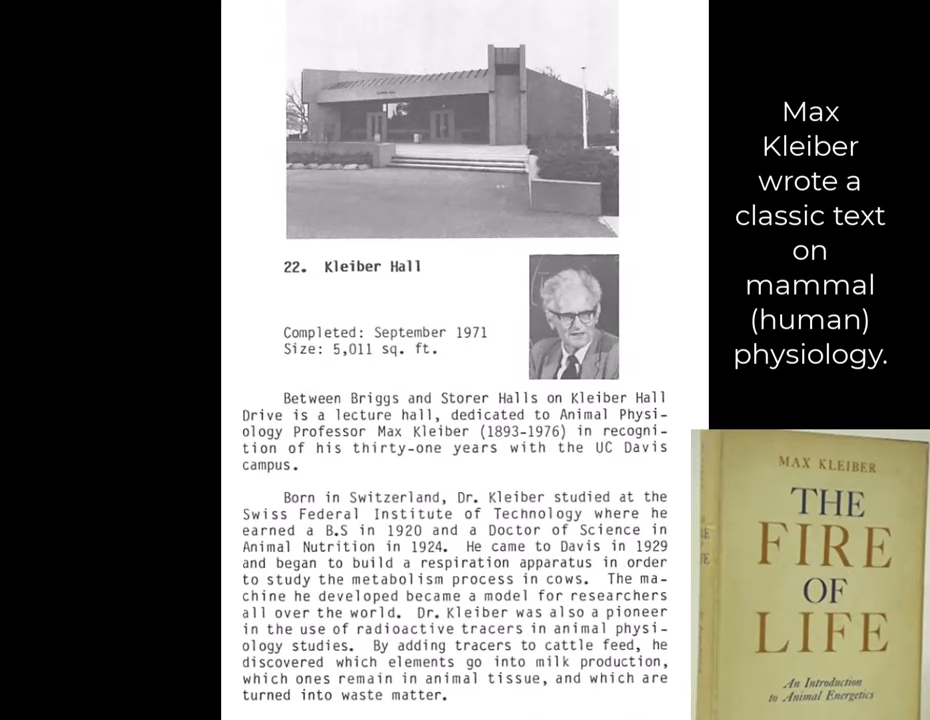 22. Kleiber Hall
Completed: September 1971
Size: 5,011 sq. ft.
Between Briggs and Storer Halls on Kleiber Hall
Drive is a lecture hall, dedicated to Animal Physi-
ology Professor Max Kleiber (1893-1976) in recogni-
tion of his thirty-one years with the UC Davis
campus.
Born in Switzerland, Dr. Kleiber studied at the
Swiss Federal Institute of Technology where he
earned a B.S in 1920 and a Doctor of Science in
Animal Nutrition in 1924. He came to Davis in 1929
and began to build a respiration apparatus in order
to study the metabolism process in cows. The ma-
chine he developed became a model for researchers
all over the world. Dr. Kleiber was also a pioneer
in the use of radioactive tracers in animal physi-
ology studies. By adding tracers to cattle feed, he
discovered which elements go into milk production,
which ones remain in animal tissue, and which are
turned into waste matter.
Max
Kleiber
wrote a
classic text
on
mammal
(human)
physiology.
MAX KLEIBER
THE
FIRE
OF
LIFE
An Introduction
to Animal Energetics